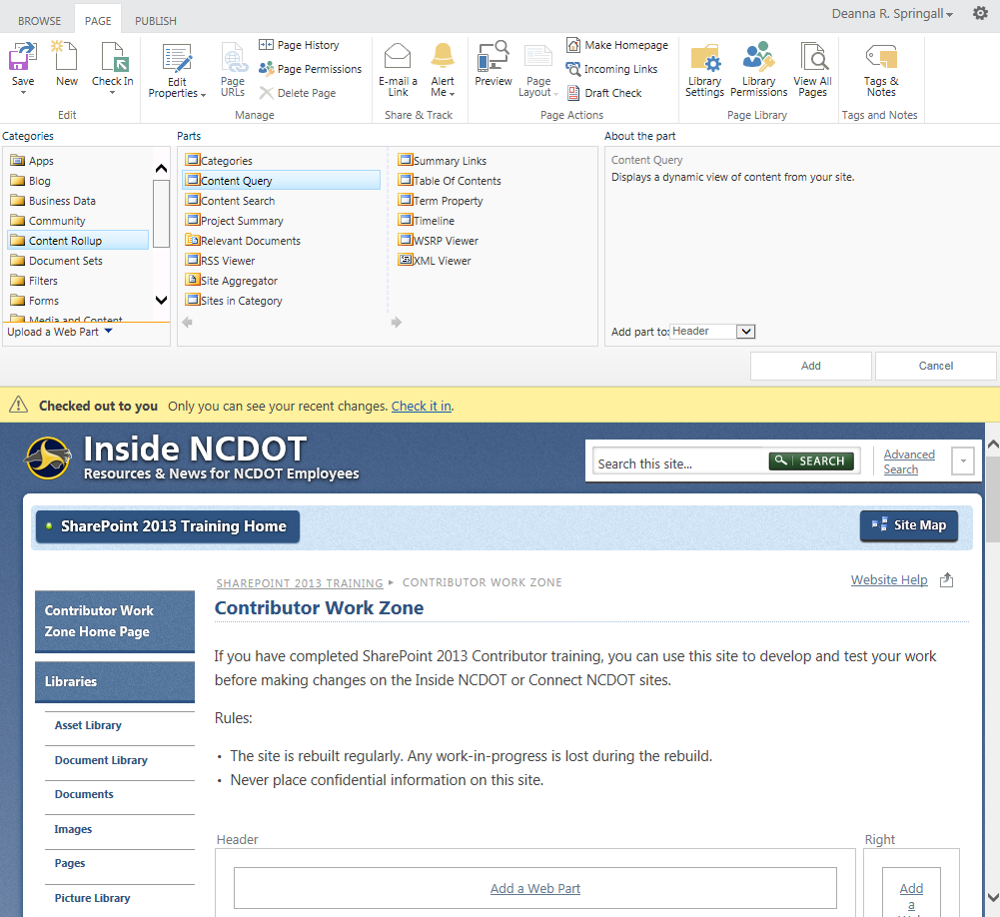 BROWSE PAGE PUBLISH Deanna R. Springall
Save New Check In
Edit
Edit Properties Page URLs Page History Page Permissions Delete Page
Manage
E-mail a Link Alert Me
Share & Track
Preview Page Layout Make Homepage Incoming Links Draft Check
Page Actions
Library Settings Library Permissions View All Pages
Page Library
Tags & Notes
Tags and Notes
Categories
Apps
Blog
Business Data
Community
Content Rollup
Document Sets
Filters
Forms
Media and Content
Upload a Web Part
Parts
Categories
Content Query
Content Search
Project Summary
Relevant Documents
RSS Viewer
Site Aggregator
Sites in Category
Summary Links
Table Of Contents
Term Property
Timeline
WSRP Viewer
XML Viewer
About the part
Content Query
Displays a dynamic view of content from your site.
Add part to: Header
Add Cancel
Checked out to you Only you can see your recent changes. Check it in.
Inside NCDOT
Resources & News for NCDOT Employees
Search this site... SEARCH
Advanced
Search
SharePoint 2013 Training Home Site Map
SHAREPOINT 2013 TRAINING CONTRIBUTOR WORK ZONE Website Help
Contributor Work
Zone Home Page
Libraries
Asset Library
Document Library
Documents
Images
Pages
Picture Library
Contributor Work Zone
If you have completed SharePoint 2013 Contributor training, you can use this site to develop and test your work
before making changes on the Inside NCDOT or Connect NCDOT sites.
Rules:
• The site is rebuilt regularly. Any work-in-progress is lost during the rebuild.
• Never place confidential information on this site.
Header
Add a Web Part
Right
Add
a